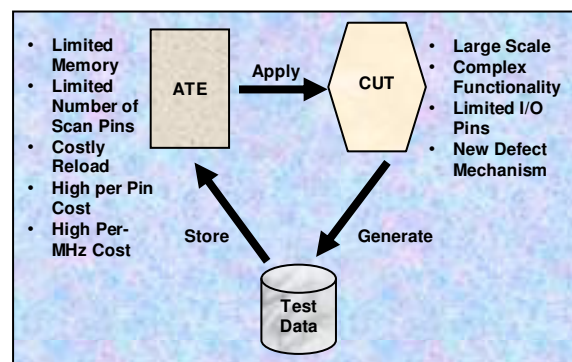 • Limited
Memory
• Limited
Number of
Scan Pins
• Costly
Reload
• High per Pin
Cost
• High Per-
MHz Cost
ATE
Apply
CUT
• Large Scale
• Complex
Functionality
• Limited I/O
Pins
• New Defect
Mechanism
Store
Generate
Test
Data